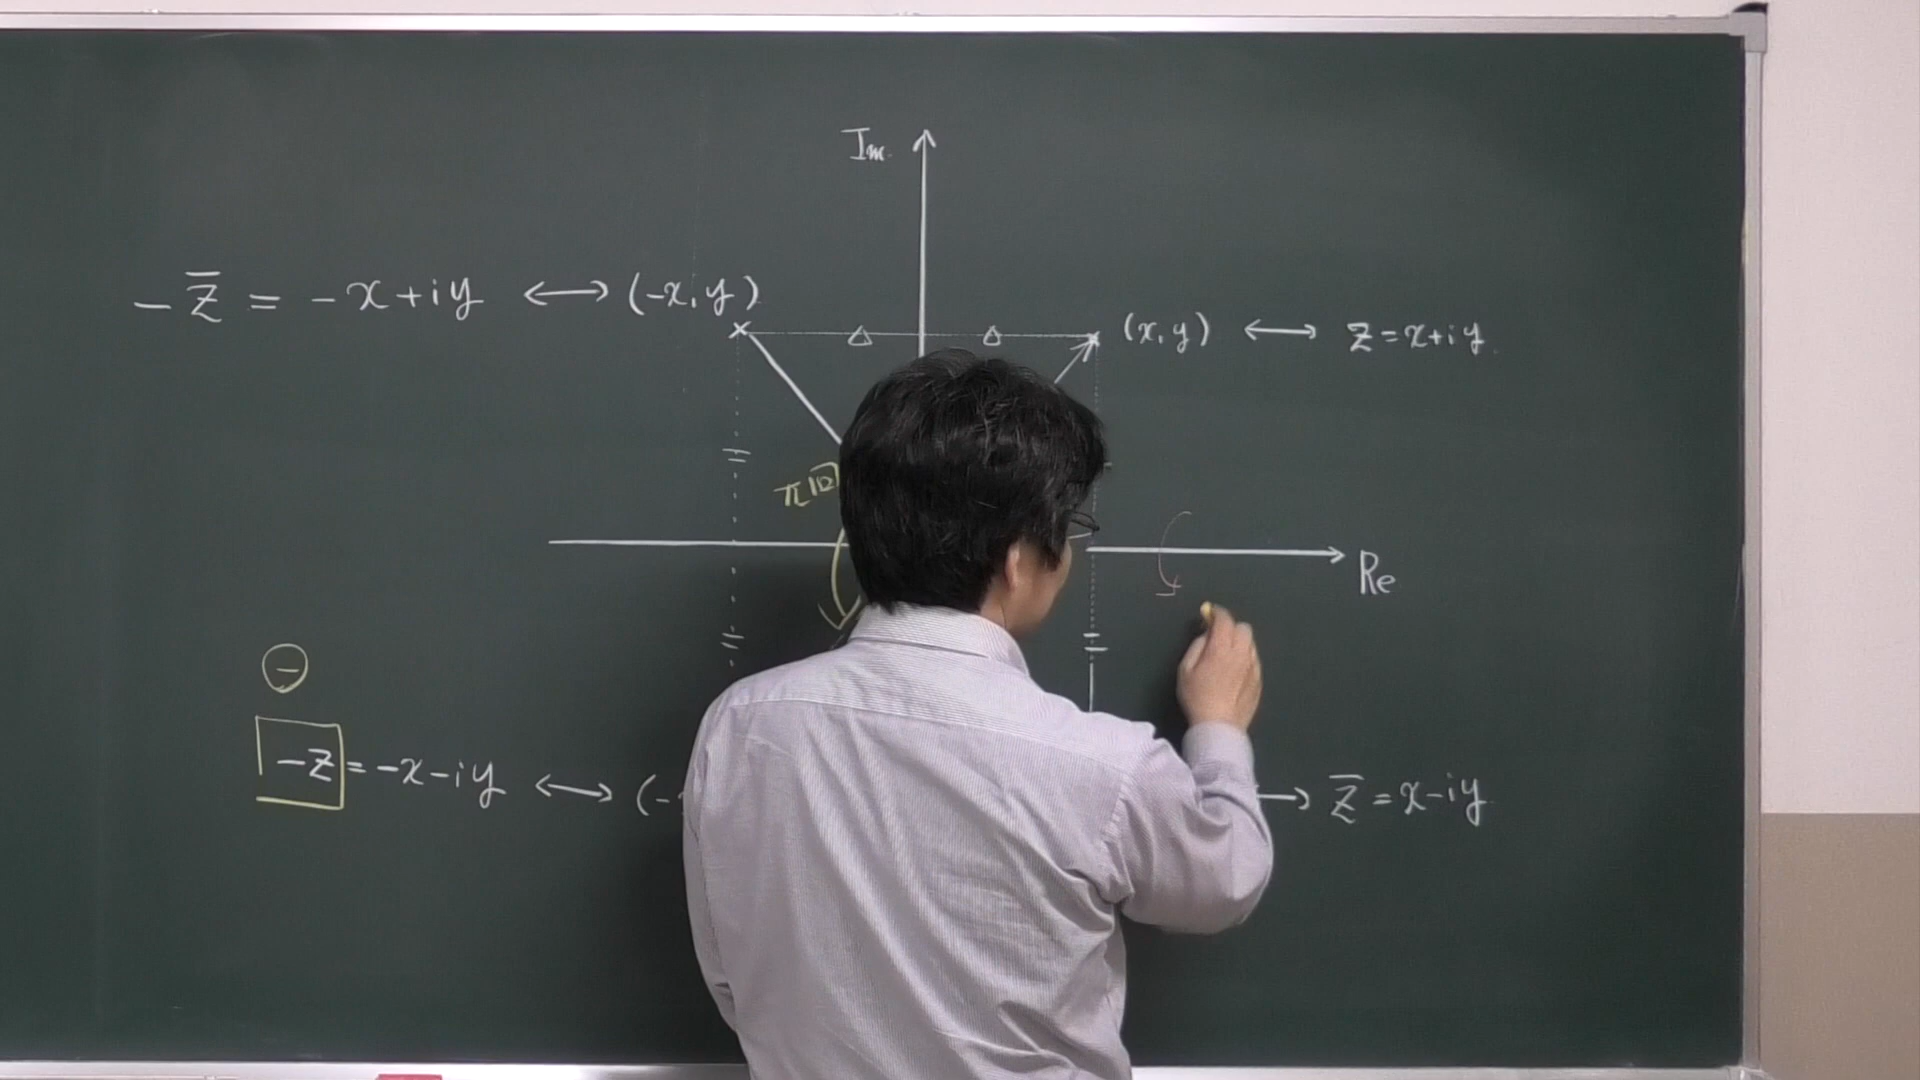 Im
-z̅ = -x+iy ⟷ (-x,y)
(x,y) ⟷ z=x+iy
π回
Re
⊖
-z=-x-iy ⟷ (-
⟶ z̅=x-iy